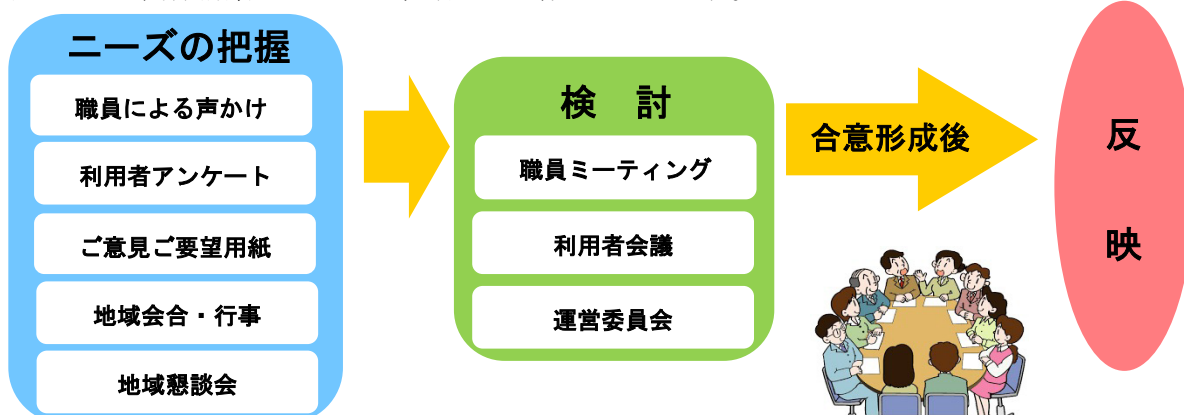 ニーズの把握
職員による声かけ
利用者アンケート
ご意見ご要望用紙
地域会合・行事
地域懇談会
検　討
職員ミーティング
利用者会議
運営委員会
合意形成後
反
映